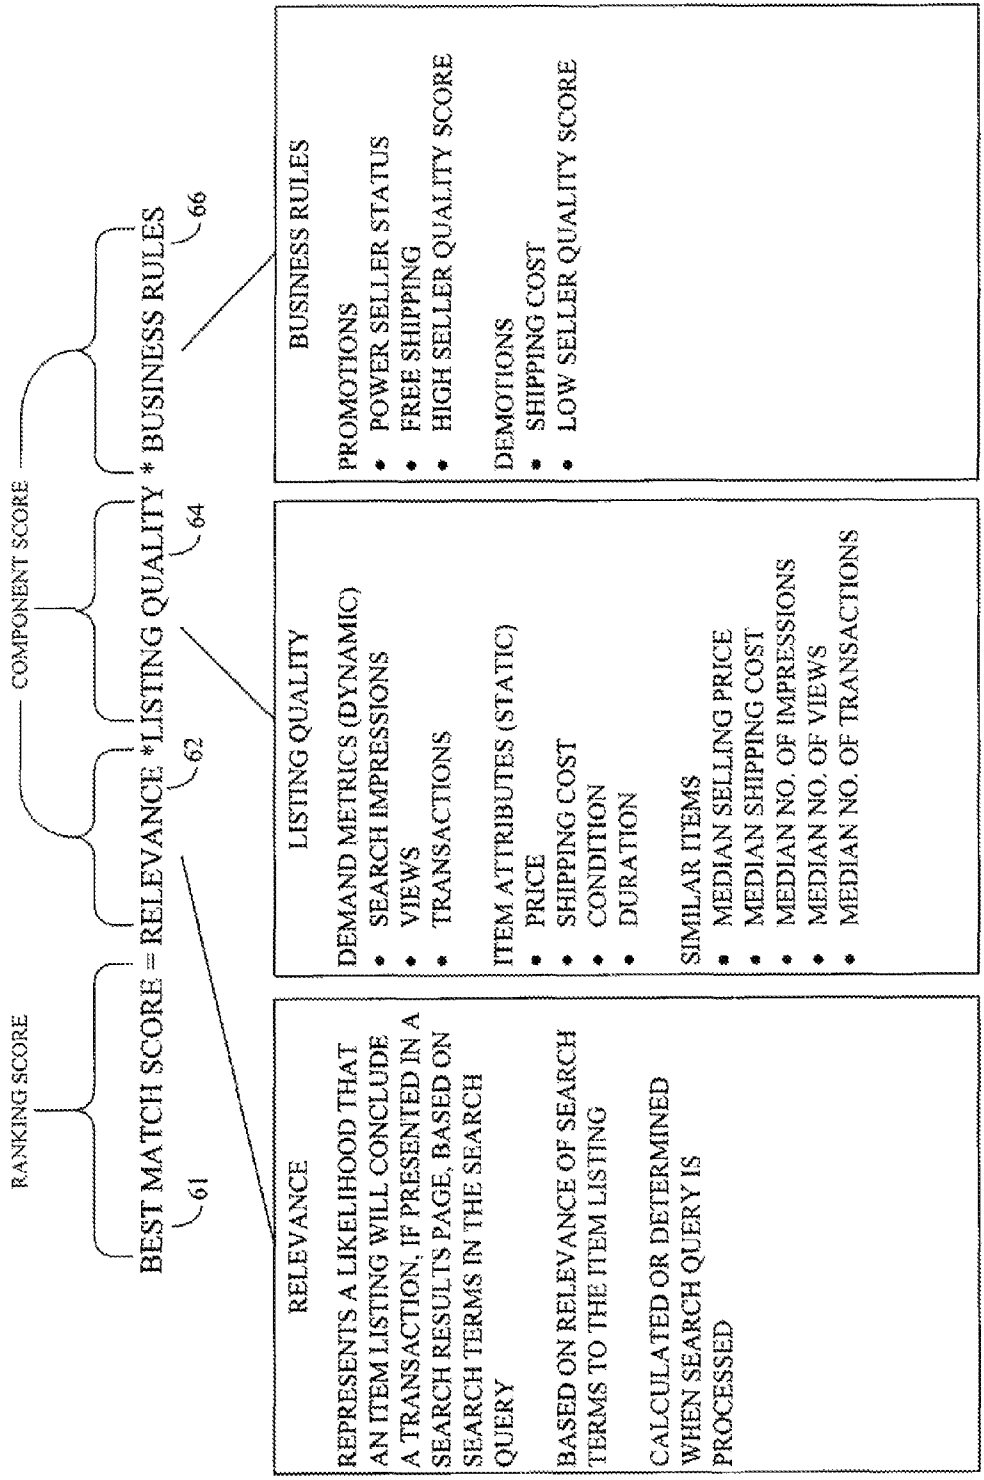 RANKING SCORE
COMPONENT SCORE
BEST MATCH SCORE = RELEVANCE *LISTING QUALITY * BUSINESS RULES
61
62
64
66
RELEVANCE
REPRESENTS A LIKELIHOOD THAT
AN ITEM LISTING WILL CONCLUDE
A TRANSACTION, IF PRESENTED IN A
SEARCH RESULTS PAGE, BASED ON
SEARCH TERMS IN THE SEARCH
QUERY
BASED ON RELEVANCE OF SEARCH
TERMS TO THE ITEM LISTING
CALCULATED OR DETERMINED
WHEN SEARCH QUERY IS
PROCESSED
LISTING QUALITY
DEMAND METRICS (DYNAMIC)
• SEARCH IMPRESSIONS
• VIEWS
• TRANSACTIONS
ITEM ATTRIBUTES (STATIC)
• PRICE
• SHIPPING COST
• CONDITION
• DURATION
SIMILAR ITEMS
• MEDIAN SELLING PRICE
• MEDIAN SHIPPING COST
• MEDIAN NO. OF IMPRESSIONS
• MEDIAN NO. OF VIEWS
• MEDIAN NO. OF TRANSACTIONS
BUSINESS RULES
PROMOTIONS
• POWER SELLER STATUS
• FREE SHIPPING
• HIGH SELLER QUALITY SCORE
DEMOTIONS
• SHIPPING COST
• LOW SELLER QUALITY SCORE